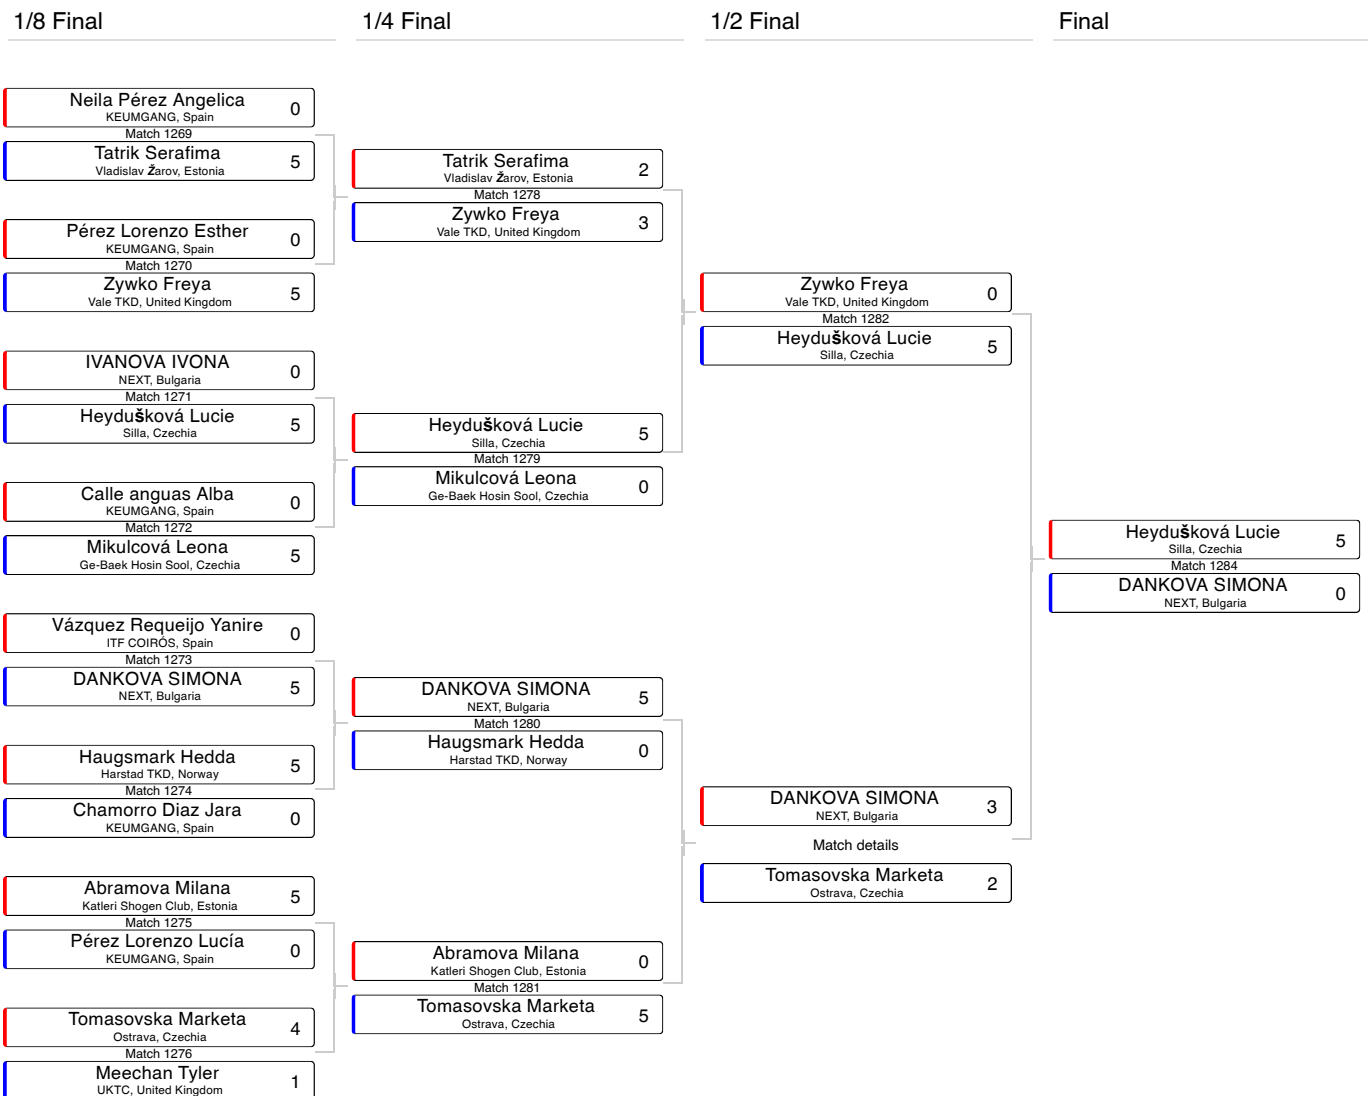 1/8 Final
1/4 Final
1/2 Final
Final
Neila Pérez Angelica
KEUMGANG, Spain
0
Match 1269
Tatrik Serafima
Vladislav Žarov, Estonia
5
Pérez Lorenzo Esther
KEUMGANG, Spain
0
Match 1270
Zywko Freya
Vale TKD, United Kingdom
5
IVANOVA IVONA
NEXT, Bulgaria
0
Match 1271
Heydušková Lucie
Silla, Czechia
5
Calle anguas Alba
KEUMGANG, Spain
0
Match 1272
Mikulcová Leona
Ge-Baek Hosin Sool, Czechia
5
Vázquez Requeijo Yanire
ITF COIRÓS, Spain
0
Match 1273
DANKOVA SIMONA
NEXT, Bulgaria
5
Haugsmark Hedda
Harstad TKD, Norway
5
Match 1274
Chamorro Diaz Jara
KEUMGANG, Spain
0
Abramova Milana
Katleri Shogen Club, Estonia
5
Match 1275
Pérez Lorenzo Lucía
KEUMGANG, Spain
0
Tomasovska Marketa
Ostrava, Czechia
4
Match 1276
Meechan Tyler
UKTC, United Kingdom
1
Tatrik Serafima
Vladislav Žarov, Estonia
2
Match 1278
Zywko Freya
Vale TKD, United Kingdom
3
Heydušková Lucie
Silla, Czechia
5
Match 1279
Mikulcová Leona
Ge-Baek Hosin Sool, Czechia
0
DANKOVA SIMONA
NEXT, Bulgaria
5
Match 1280
Haugsmark Hedda
Harstad TKD, Norway
0
Abramova Milana
Katleri Shogen Club, Estonia
0
Match 1281
Tomasovska Marketa
Ostrava, Czechia
5
Zywko Freya
Vale TKD, United Kingdom
0
Match 1282
Heydušková Lucie
Silla, Czechia
5
DANKOVA SIMONA
NEXT, Bulgaria
3
Match details
Tomasovska Marketa
Ostrava, Czechia
2
Heydušková Lucie
Silla, Czechia
5
Match 1284
DANKOVA SIMONA
NEXT, Bulgaria
0